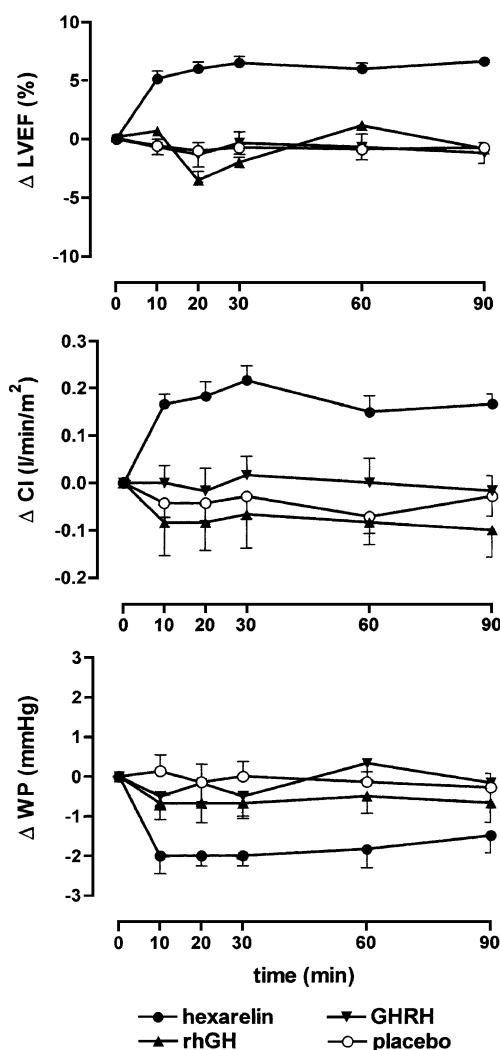 10
5
0
-5
-10
Δ LVEF (%)
0 10 20 30 60 90
0.3
0.2
0.1
0.0
-0.1
-0.2
Δ CI (l/min/m²)
0 10 20 30 60 90
3
2
1
0
-1
-2
-3
Δ WP (mmHg)
0 10 20 30 60 90
time (min)
hexarelin GHRH
rhGH placebo